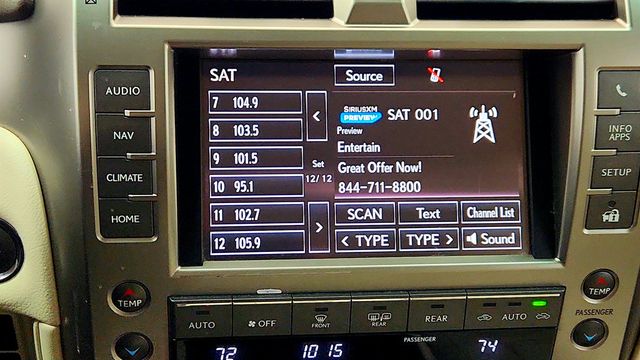 SAT
Source
7 104.9
8 103.5
9 101.5
10 95.1
11 102.7
12 105.9
<
Set
12/12
>
SIRIUSXM
PREVIEW
SAT 001
Preview
Entertain
Great Offer Now!
844-711-8800
SCAN
Text
Channel List
< TYPE
TYPE >
Sound
AUDIO
NAV
CLIMATE
HOME
INFO
APPS
SETUP
TEMP
AUTO
OFF
FRONT
REAR
REAR
AUTO
PASSENGER
TEMP
PASSENGER
72
10 15
74